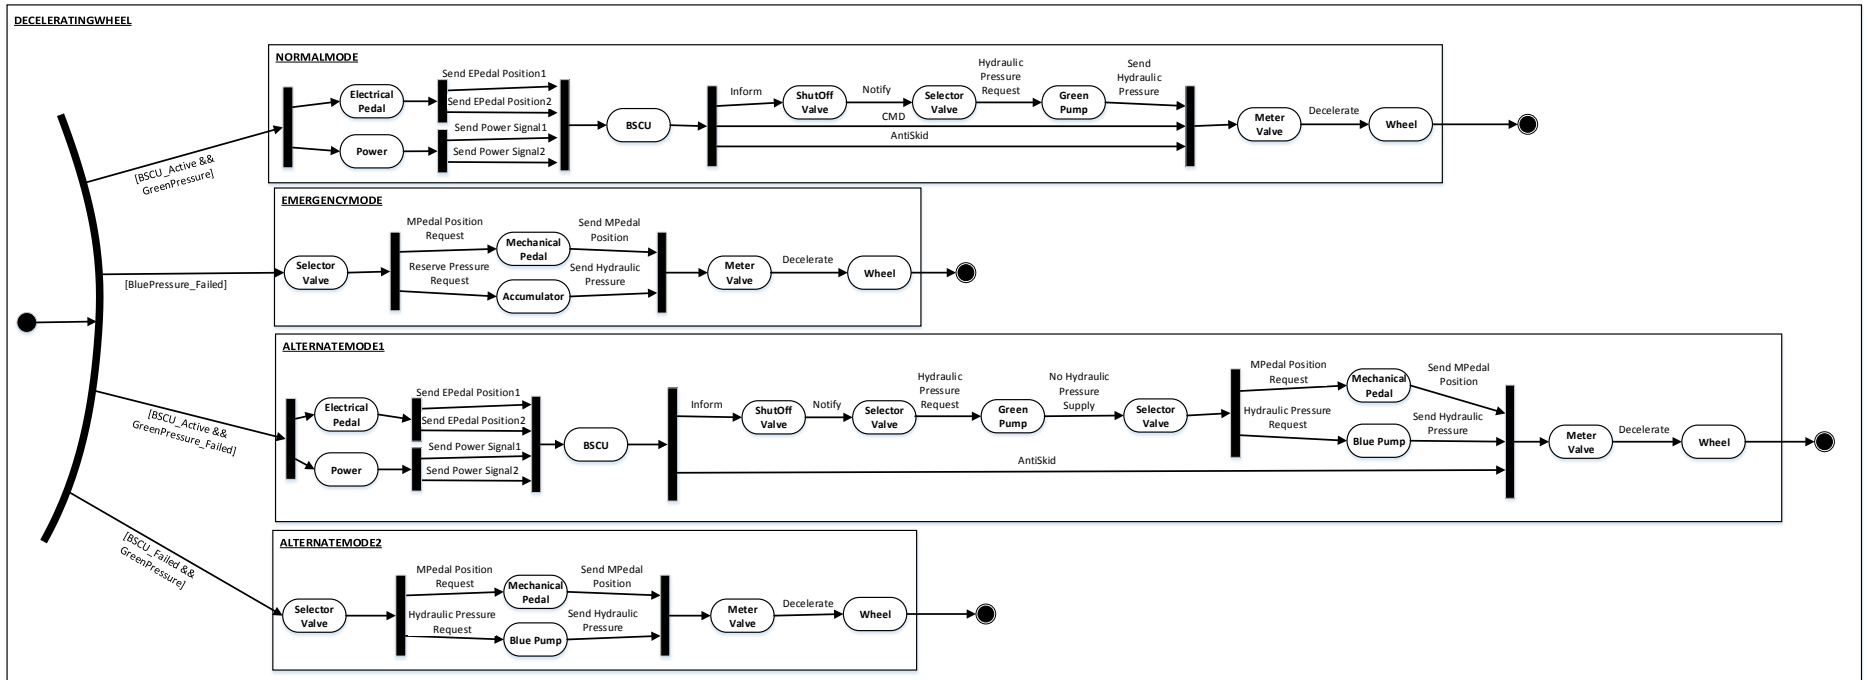 DECELERATINGWHEEL
[BSCU_Active &&
GreenPressure]
[BluePressure_Failed]
[BSCU_Active &&
GreenPressure_Failed]
[BSCU_Failed &&
GreenPressure]
NORMALMODE
Electrical
Pedal
Power
Send EPedal Position1
Send EPedal Position2
Send Power Signal1
Send Power Signal2
BSCU
Inform
ShutOff
Valve
Notify
Selector
Valve
Hydraulic
Pressure
Request
Green
Pump
Send
Hydraulic
Pressure
CMD
AntiSkid
Meter
Valve
Decelerate
Wheel
EMERGENCYMODE
Selector
Valve
MPedal Position
Request
Reserve Pressure
Request
Mechanical
Pedal
Accumulator
Send MPedal
Position
Send Hydraulic
Pressure
Meter
Valve
Decelerate
Wheel
ALTERNATEMODE1
Electrical
Pedal
Power
Send EPedal Position1
Send EPedal Position2
Send Power Signal1
Send Power Signal2
BSCU
Inform
ShutOff
Valve
Notify
Selector
Valve
Hydraulic
Pressure
Request
Green
Pump
No Hydraulic
Pressure
Supply
Selector
Valve
MPedal Position
Request
Hydraulic Pressure
Request
Mechanical
Pedal
Blue Pump
Send MPedal
Position
Send Hydraulic
Pressure
AntiSkid
Meter
Valve
Decelerate
Wheel
ALTERNATEMODE2
Selector
Valve
MPedal Position
Request
Hydraulic Pressure
Request
Mechanical
Pedal
Blue Pump
Send MPedal
Position
Send Hydraulic
Pressure
Meter
Valve
Decelerate
Wheel